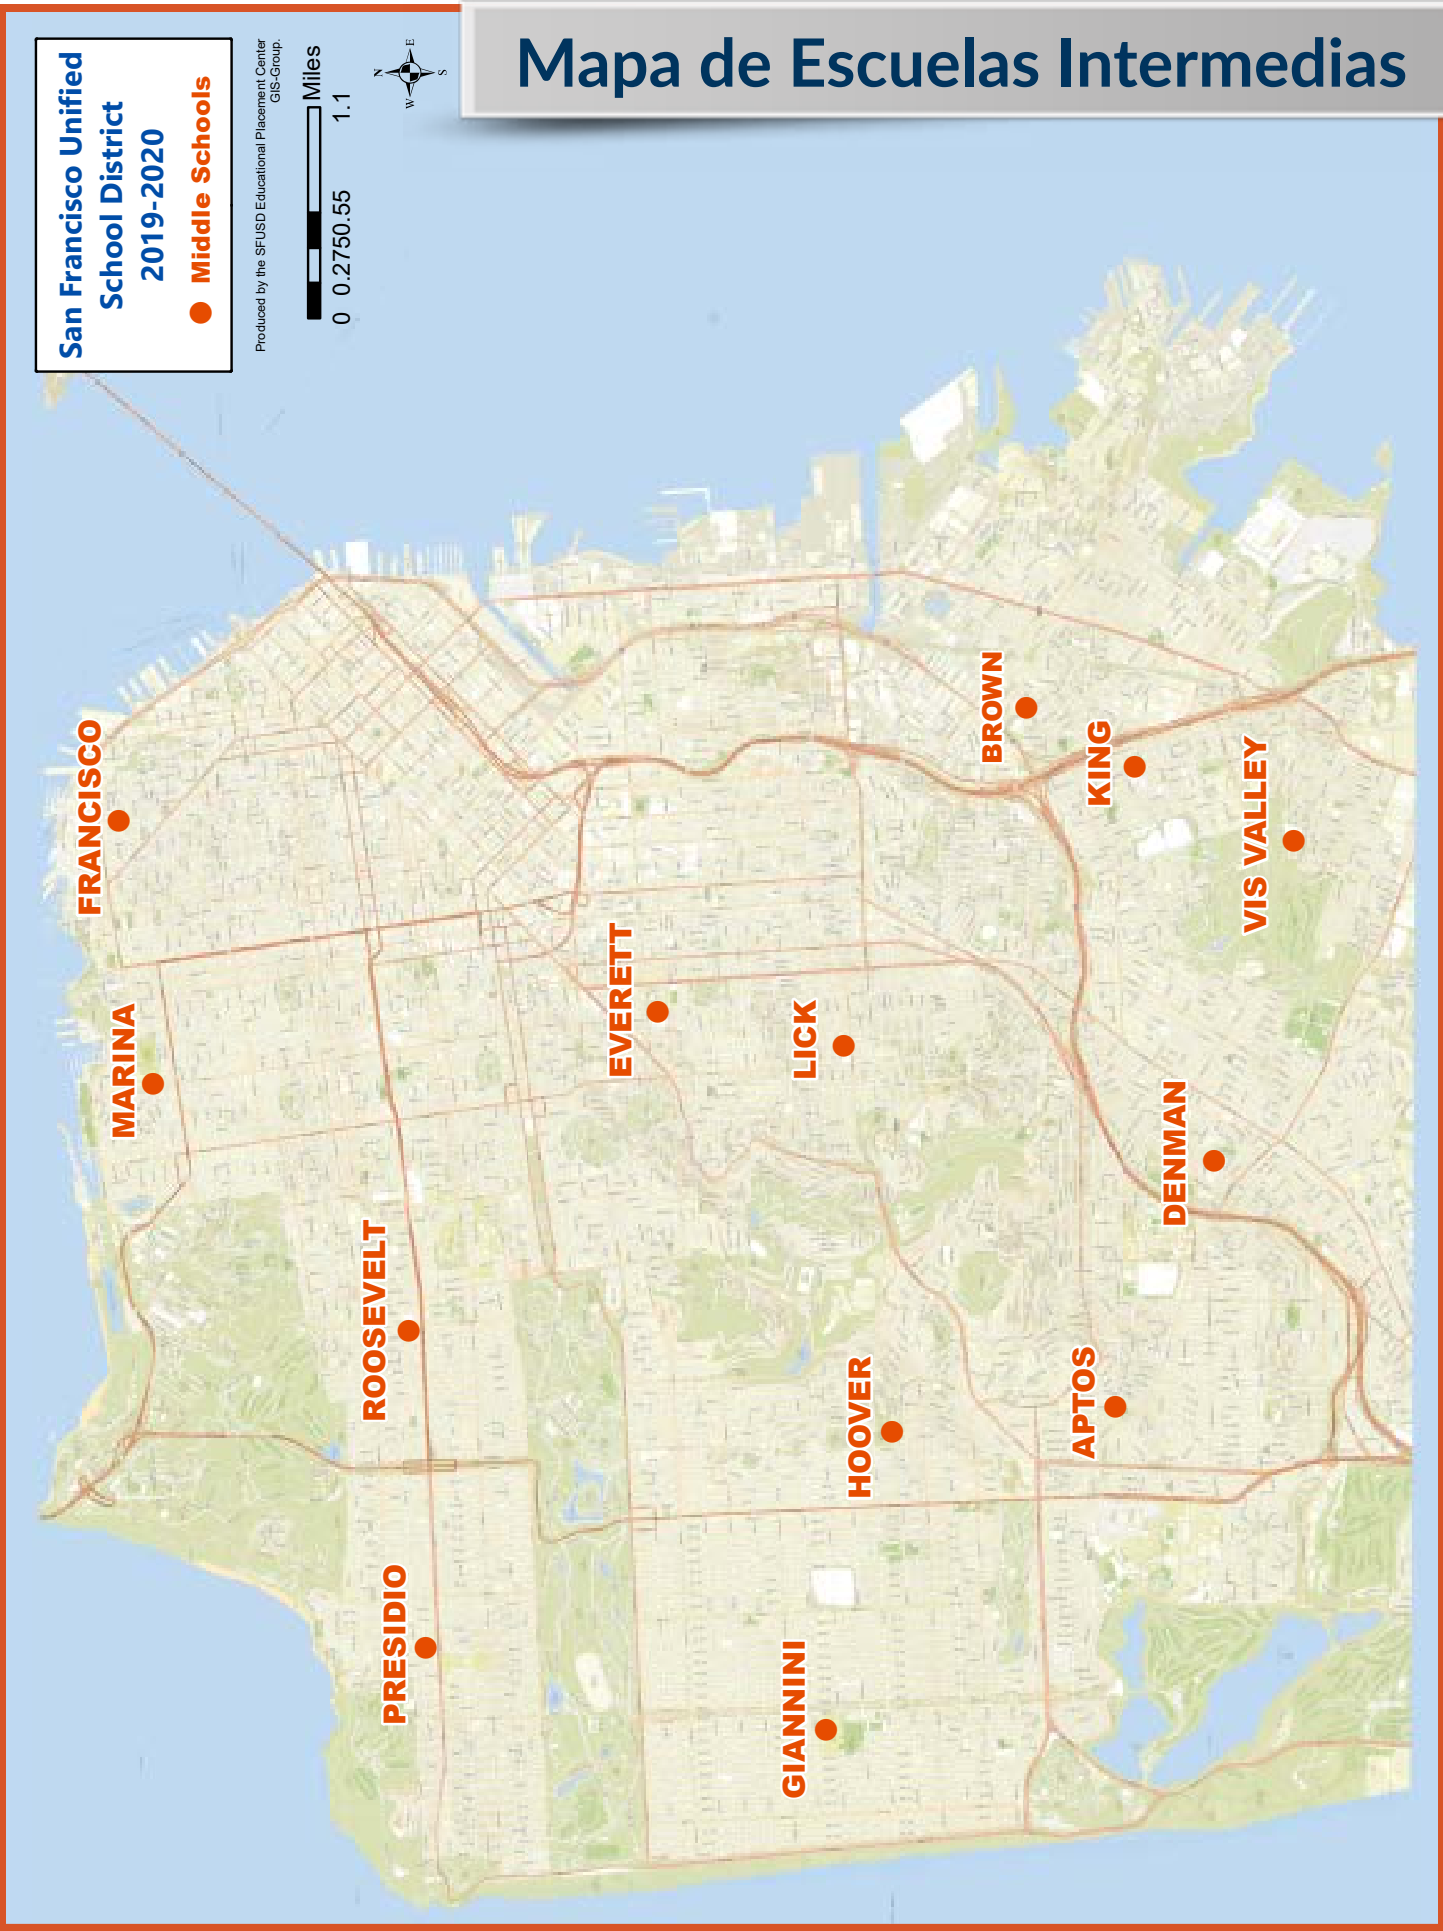 Mapa de Escuelas Intermedias
San Francisco Unified
School District
2019-2020
Middle Schools
Produced by the SFUSD Educational Placement Center
GIS-Group.
Miles
0 0.2750.55 1.1
N
W E
S
FRANCISCO
MARINA
ROOSEVELT
PRESIDIO
EVERETT
LICK
HOOVER
GIANNINI
BROWN
KING
VIS VALLEY
DENMAN
APTOS